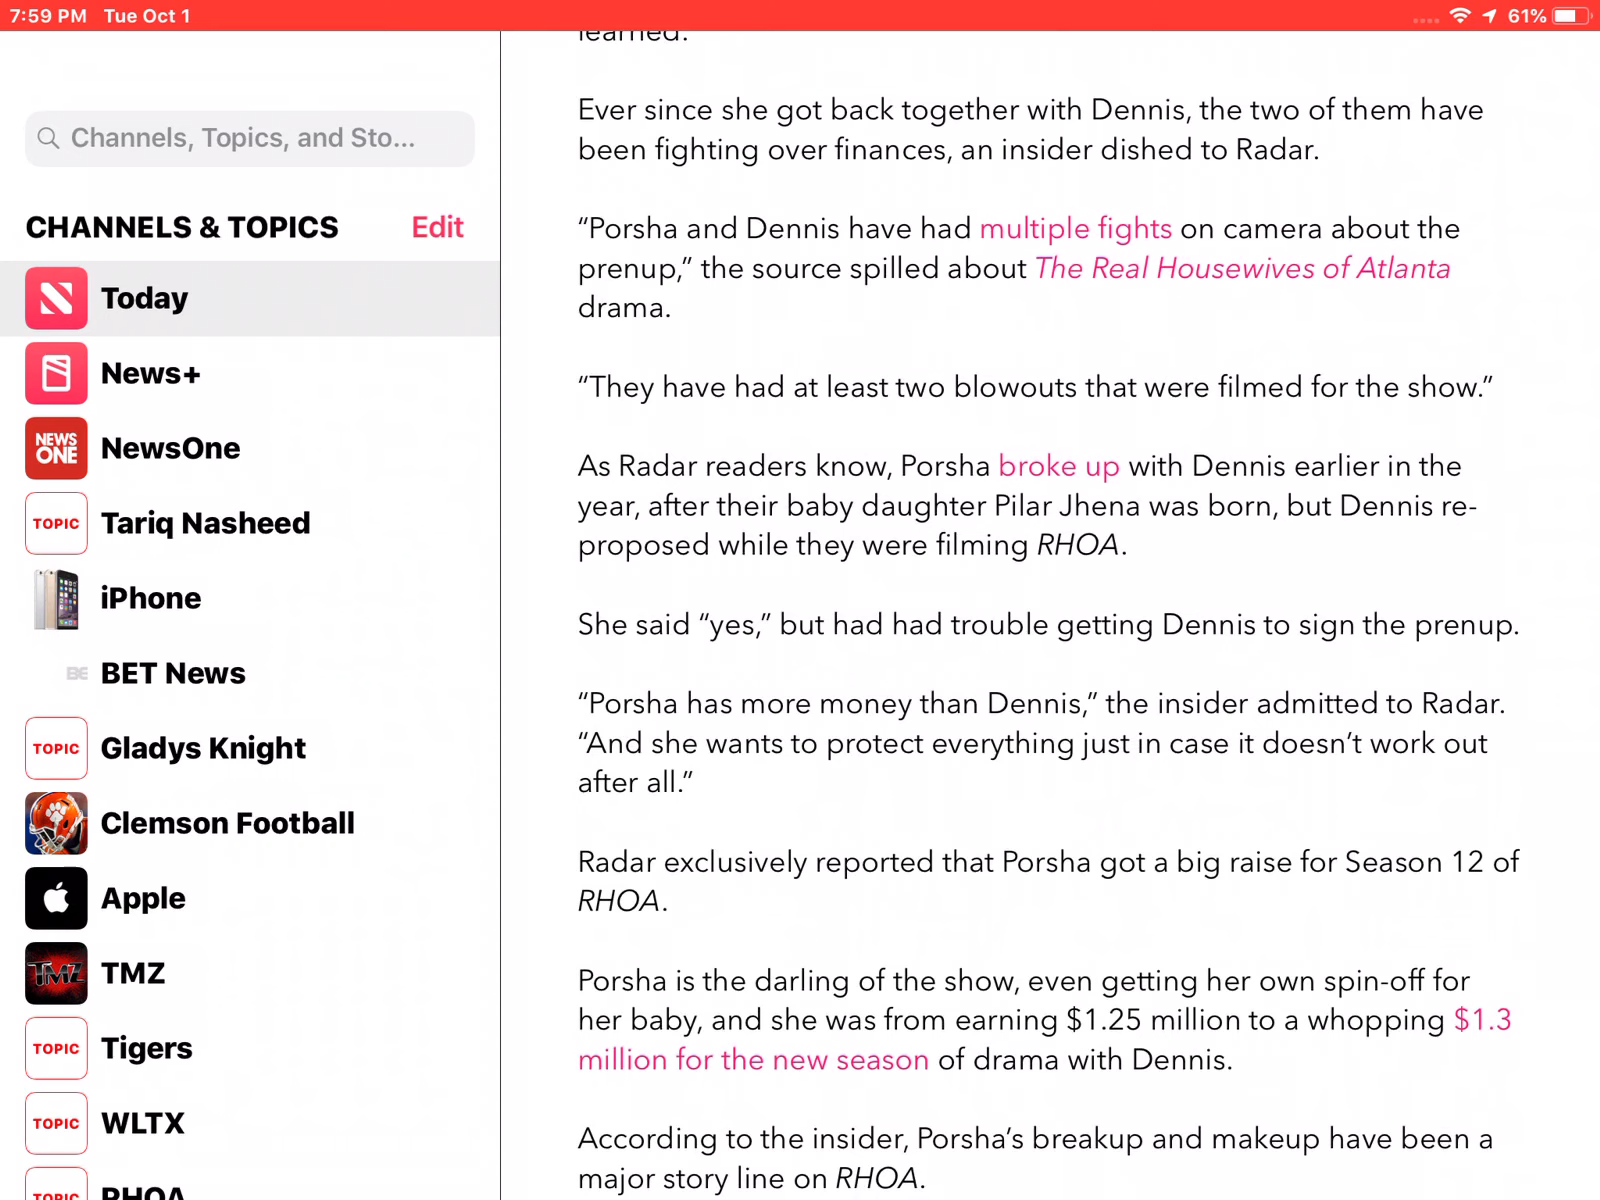 7:59 PM Tue Oct 1
61%
Channels, Topics, and Sto...
CHANNELS & TOPICS Edit
Today
News+
NEWS
ONE
NewsOne
TOPIC
Tariq Nasheed
iPhone
BE
BET News
TOPIC
Gladys Knight
Clemson Football
Apple
TMZ
TMZ
TOPIC
Tigers
TOPIC
WLTX
TOPIC
RHOA
learned.
Ever since she got back together with Dennis, the two of them have
been fighting over finances, an insider dished to Radar.
“Porsha and Dennis have had multiple fights on camera about the
prenup,” the source spilled about The Real Housewives of Atlanta
drama.
“They have had at least two blowouts that were filmed for the show.”
As Radar readers know, Porsha broke up with Dennis earlier in the
year, after their baby daughter Pilar Jhena was born, but Dennis re-
proposed while they were filming RHOA.
She said “yes,” but had had trouble getting Dennis to sign the prenup.
“Porsha has more money than Dennis,” the insider admitted to Radar.
“And she wants to protect everything just in case it doesn’t work out
after all.”
Radar exclusively reported that Porsha got a big raise for Season 12 of
RHOA.
Porsha is the darling of the show, even getting her own spin-off for
her baby, and she was from earning $1.25 million to a whopping $1.3
million for the new season of drama with Dennis.
According to the insider, Porsha’s breakup and makeup have been a
major story line on RHOA.